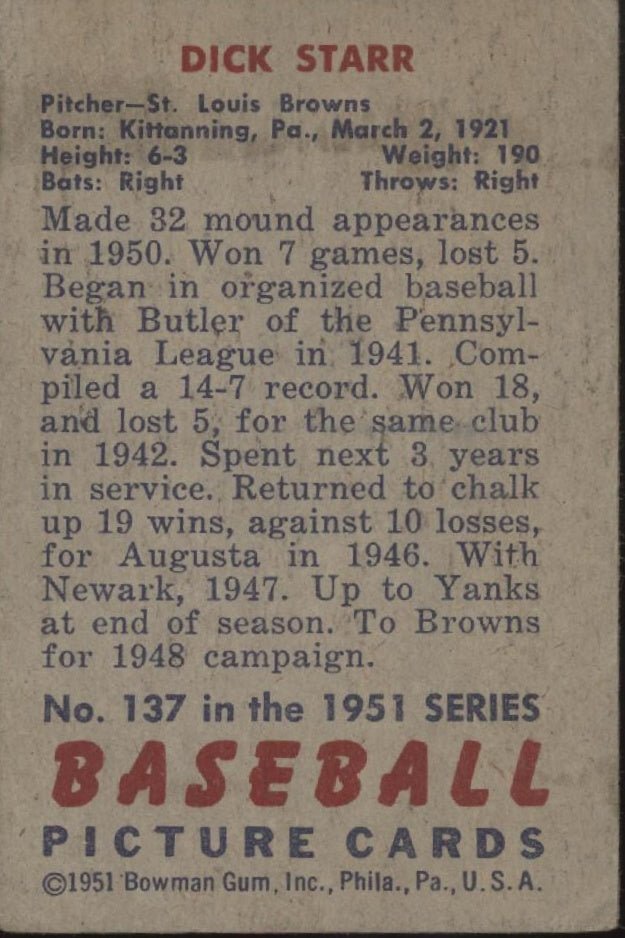 DICK STARR
Pitcher—St. Louis Browns
Born: Kittanning, Pa., March 2, 1921
Height: 6-3 Weight: 190
Bats: Right Throws: Right
Made 32 mound appearances
in 1950. Won 7 games, lost 5.
Began in organized baseball
with Butler of the Pennsyl-
vania League in 1941. Com-
piled a 14-7 record. Won 18,
and lost 5, for the same club
in 1942. Spent next 3 years
in service. Returned to chalk
up 19 wins, against 10 losses,
for Augusta in 1946. With
Newark, 1947. Up to Yanks
at end of season. To Browns
for 1948 campaign.
No. 137 in the 1951 SERIES
BASEBALL
PICTURE CARDS
©1951 Bowman Gum, Inc., Phila., Pa., U.S.A.